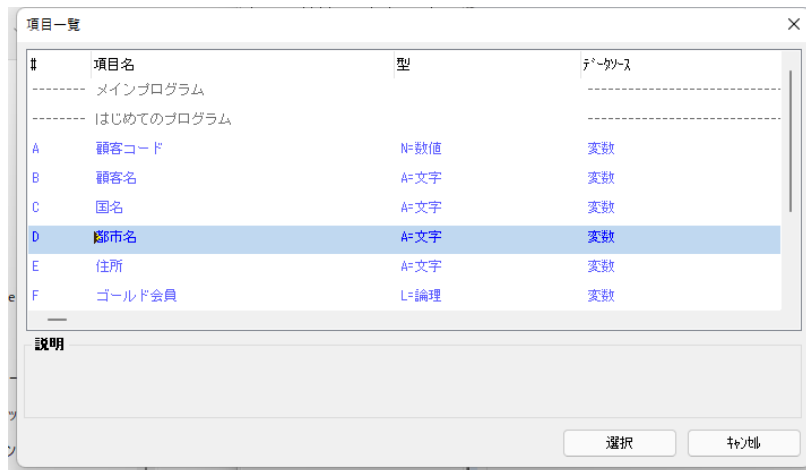 項目一覧
# 項目名 型 ﾃﾞｰﾀｿｰｽ
-------- メインプログラム ----------------------
-------- はじめてのプログラム ----------------------
A 顧客コード N=数値 変数
B 顧客名 A=文字 変数
C 国名 A=文字 変数
D 都市名 A=文字 変数
E 住所 A=文字 変数
F ゴールド会員 L=論理 変数
説明
選択 ｷｬﾝｾﾙ